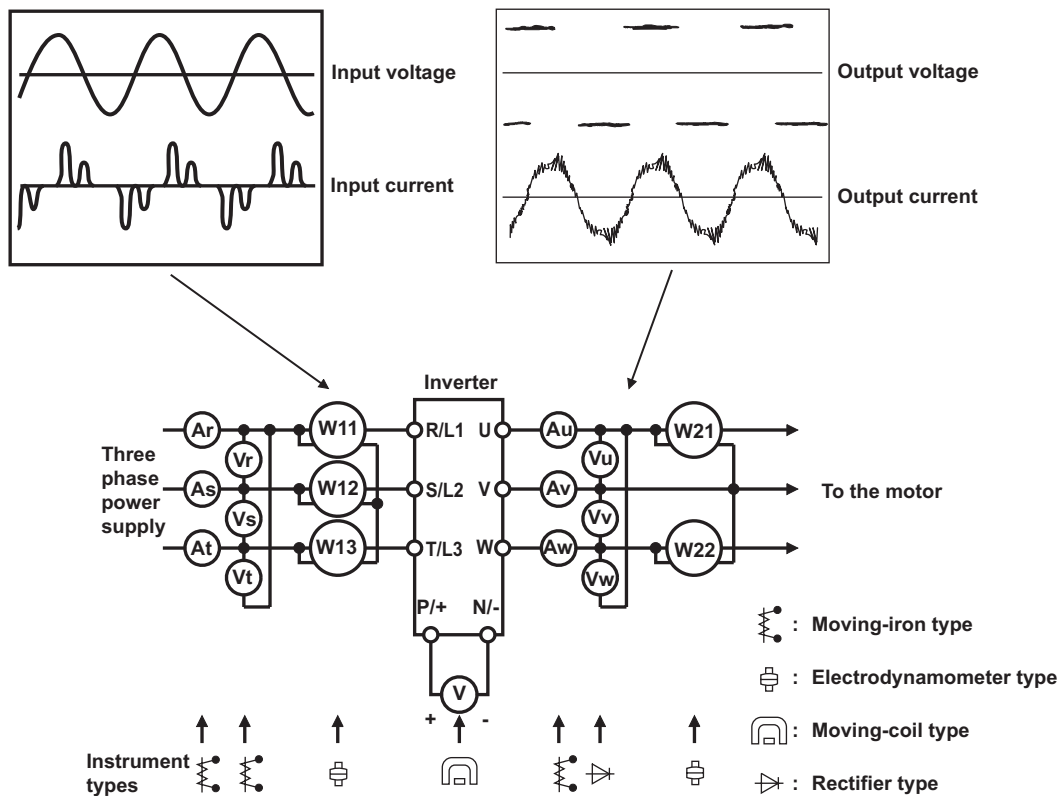 Input voltage
Input current
Output voltage
Output current
Inverter
Three
phase
power
supply
Ar
As
At
Vr
Vs
Vt
W11
W12
W13
R/L1
S/L2
T/L3
U
V
W
P/+
N/-
V
+
-
Au
Av
Aw
Vu
Vv
Vw
W21
W22
To the motor
: Moving-iron type
: Electrodynamometer type
: Moving-coil type
: Rectifier type
Instrument
types